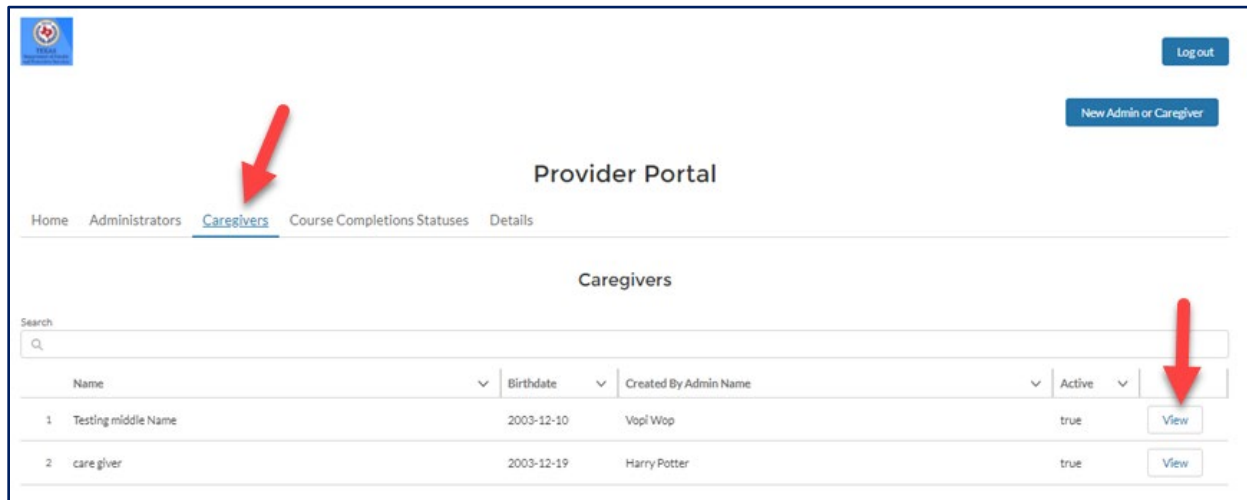 TEXAS
Log out
New Admin or Caregiver
Provider Portal
Home Administrators Caregivers Course Completions Statuses Details
Caregivers
Search
Name Birthdate Created By Admin Name Active
1 Testing middle Name 2003-12-10 Vopi Wop true View
2 care giver 2003-12-19 Harry Potter true View